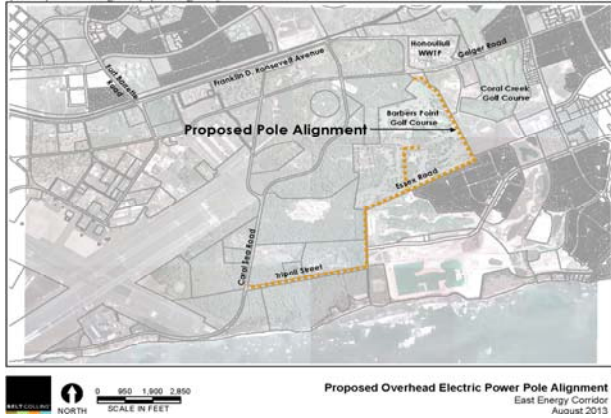 Honouliuli
WWTP
Geiger Road
Franklin D. Roosevelt Avenue
Fort Barrette
Road
Coral Creek
Golf Course
Barbers Point
Golf Course
Proposed Pole Alignment
Essex Road
Coral Sea Road
Tripoli Street
BELT COLLINS
NORTH
0 950 1,900 2,850
SCALE IN FEET
Proposed Overhead Electric Power Pole Alignment
East Energy Corridor
August 2013